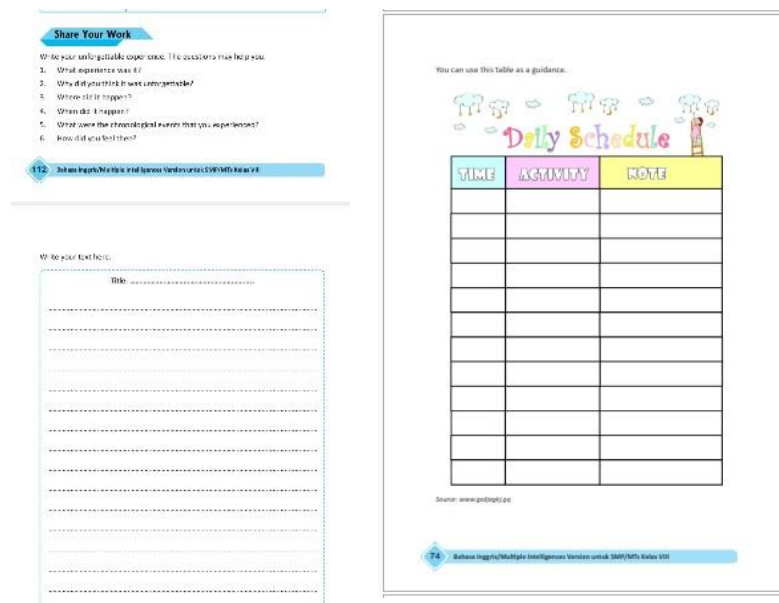 Share Your Work
Write your unforgettable experience. The questions may help you.
1. What experience was it?
2. Why did you think it was unforgettable?
3. Where did it happen?
4. When did it happen?
5. What were the chronological events that you experienced?
6. How did you feel then?
112 Bahasa Inggris/Multiple Intelligences Version untuk SMP/MTs Kelas VIII
Write your text here.
Title:
You can use this table as a guidance.
Daily Schedule
TIME ACTIVITY NOTE
Source:
74 Bahasa Inggris/Multiple Intelligences Version untuk SMP/MTs Kelas VIII